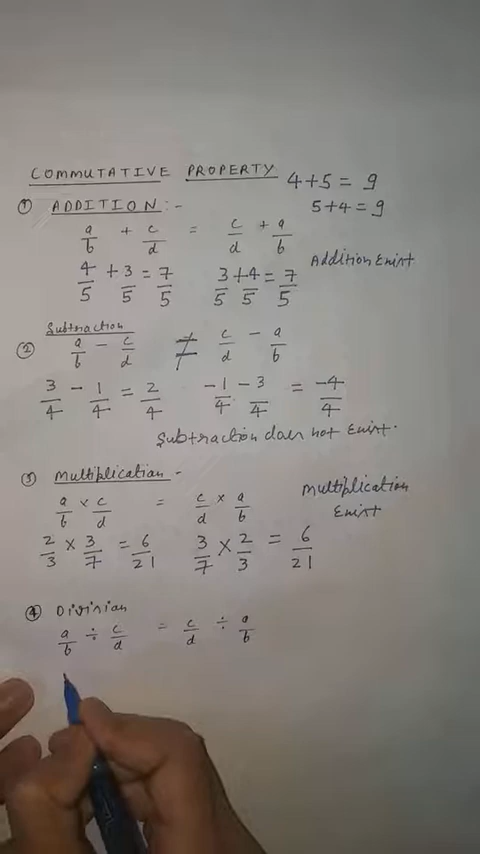 COMMUTATIVE PROPERTY
4+5 = 9
5+4 = 9
① ADDITION :-
a/b + c/d = c/d + a/b
4/5 + 3/5 = 7/5 3/5 + 4/5 = 7/5
Addition Exist
Subtraction
② a/b - c/d ≠ c/d - a/b
3/4 - 1/4 = 2/4 -1/4 - 3/4 = -4/4
Subtraction does not Exist.
③ Multiplication -
a/b × c/d = c/d × a/b
2/3 × 3/7 = 6/21 3/7 × 2/3 = 6/21
Multiplication
Exist
④ Division
a/b ÷ c/d = c/d ÷ a/b